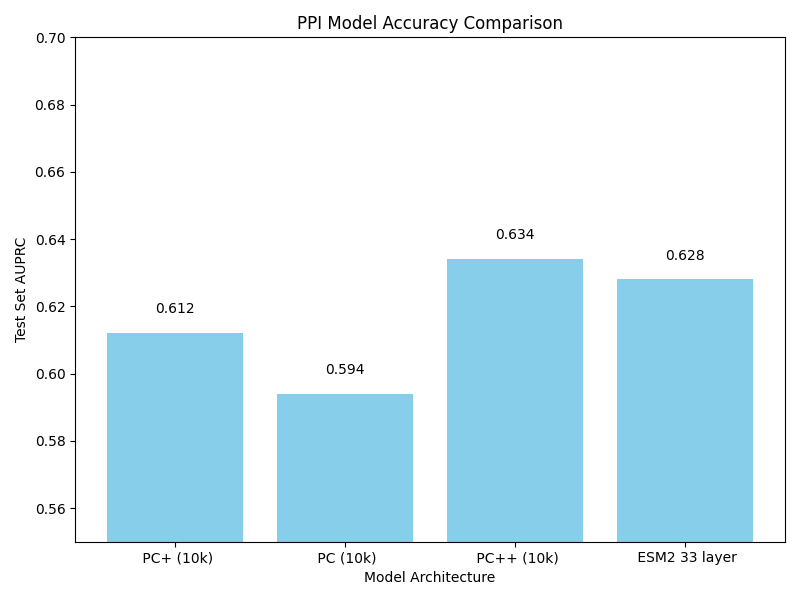 PPI Model Accuracy Comparison
Test Set AUPRC
0.70
0.68
0.66
0.64
0.62
0.60
0.58
0.56
0.612
0.594
0.634
0.628
PC+ (10k)
PC (10k)
PC++ (10k)
ESM2 33 layer
Model Architecture